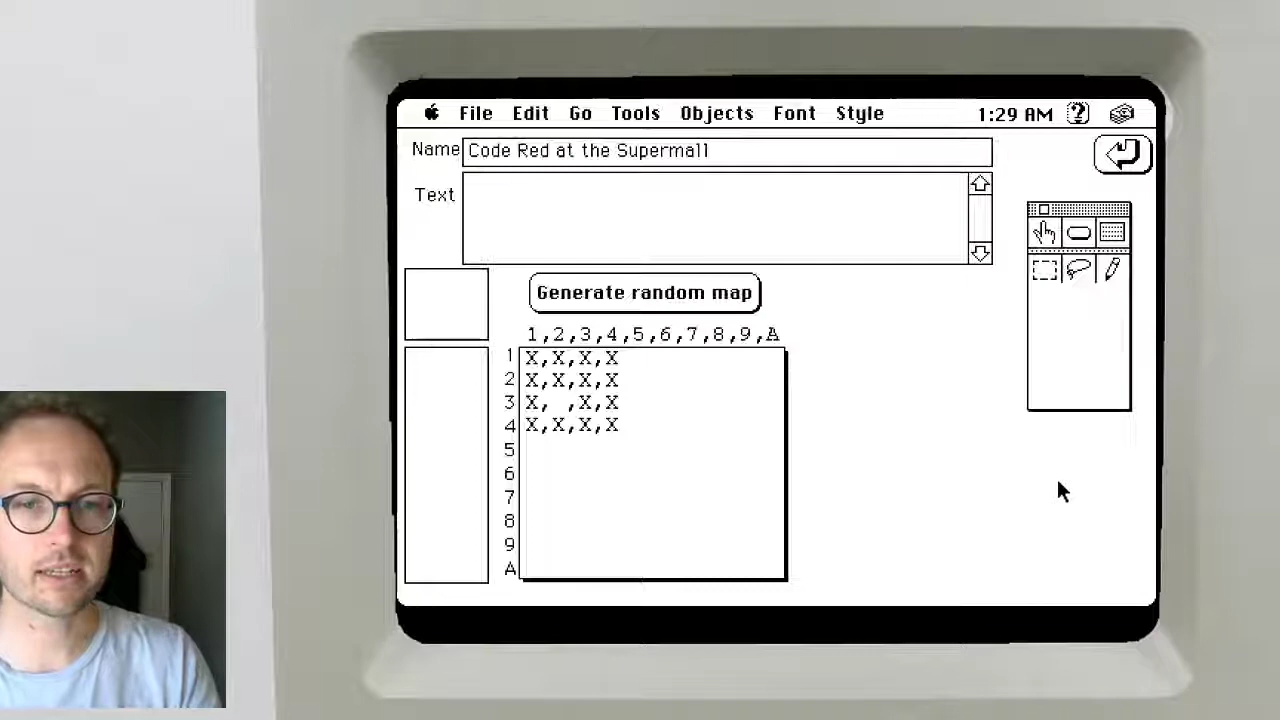 File Edit Go Tools Objects Font Style 1:29 AM
Name Code Red at the Supermall
Text
Generate random map
1,2,3,4,5,6,7,8,9,A
1 X,X,X,X
2 X,X,X,X
3 X, ,X,X
4 X,X,X,X
5
6
7
8
9
A